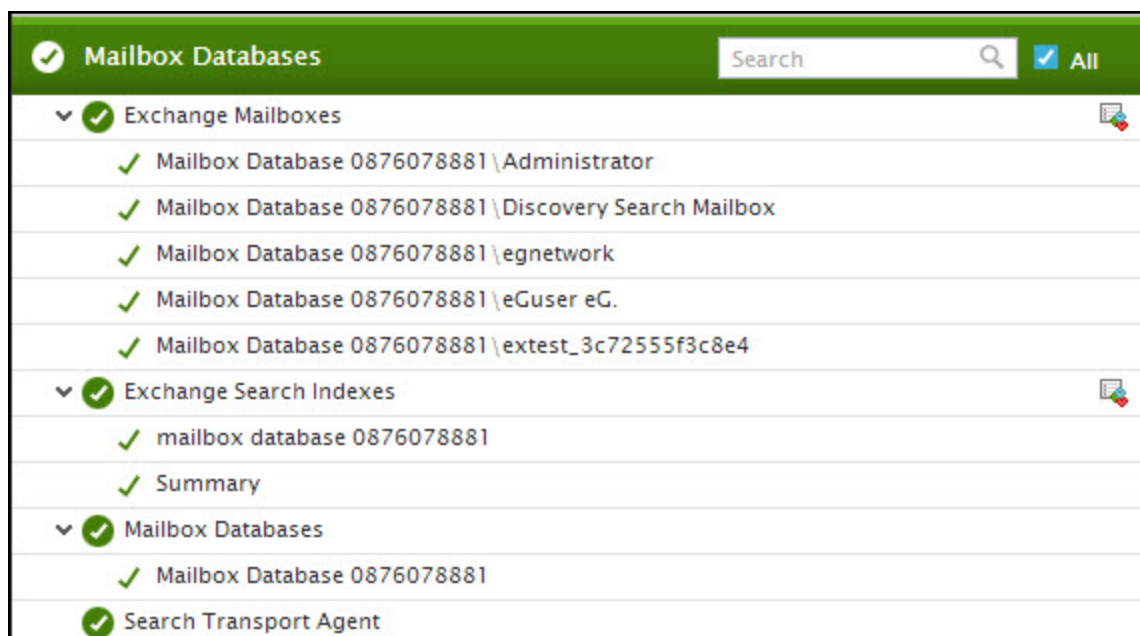 Mailbox Databases
Search
All
Exchange Mailboxes
Mailbox Database 0876078881\Administrator
Mailbox Database 0876078881\Discovery Search Mailbox
Mailbox Database 0876078881\egnetwork
Mailbox Database 0876078881\eGuser eG.
Mailbox Database 0876078881\extest_3c72555f3c8e4
Exchange Search Indexes
mailbox database 0876078881
Summary
Mailbox Databases
Mailbox Database 0876078881
Search Transport Agent